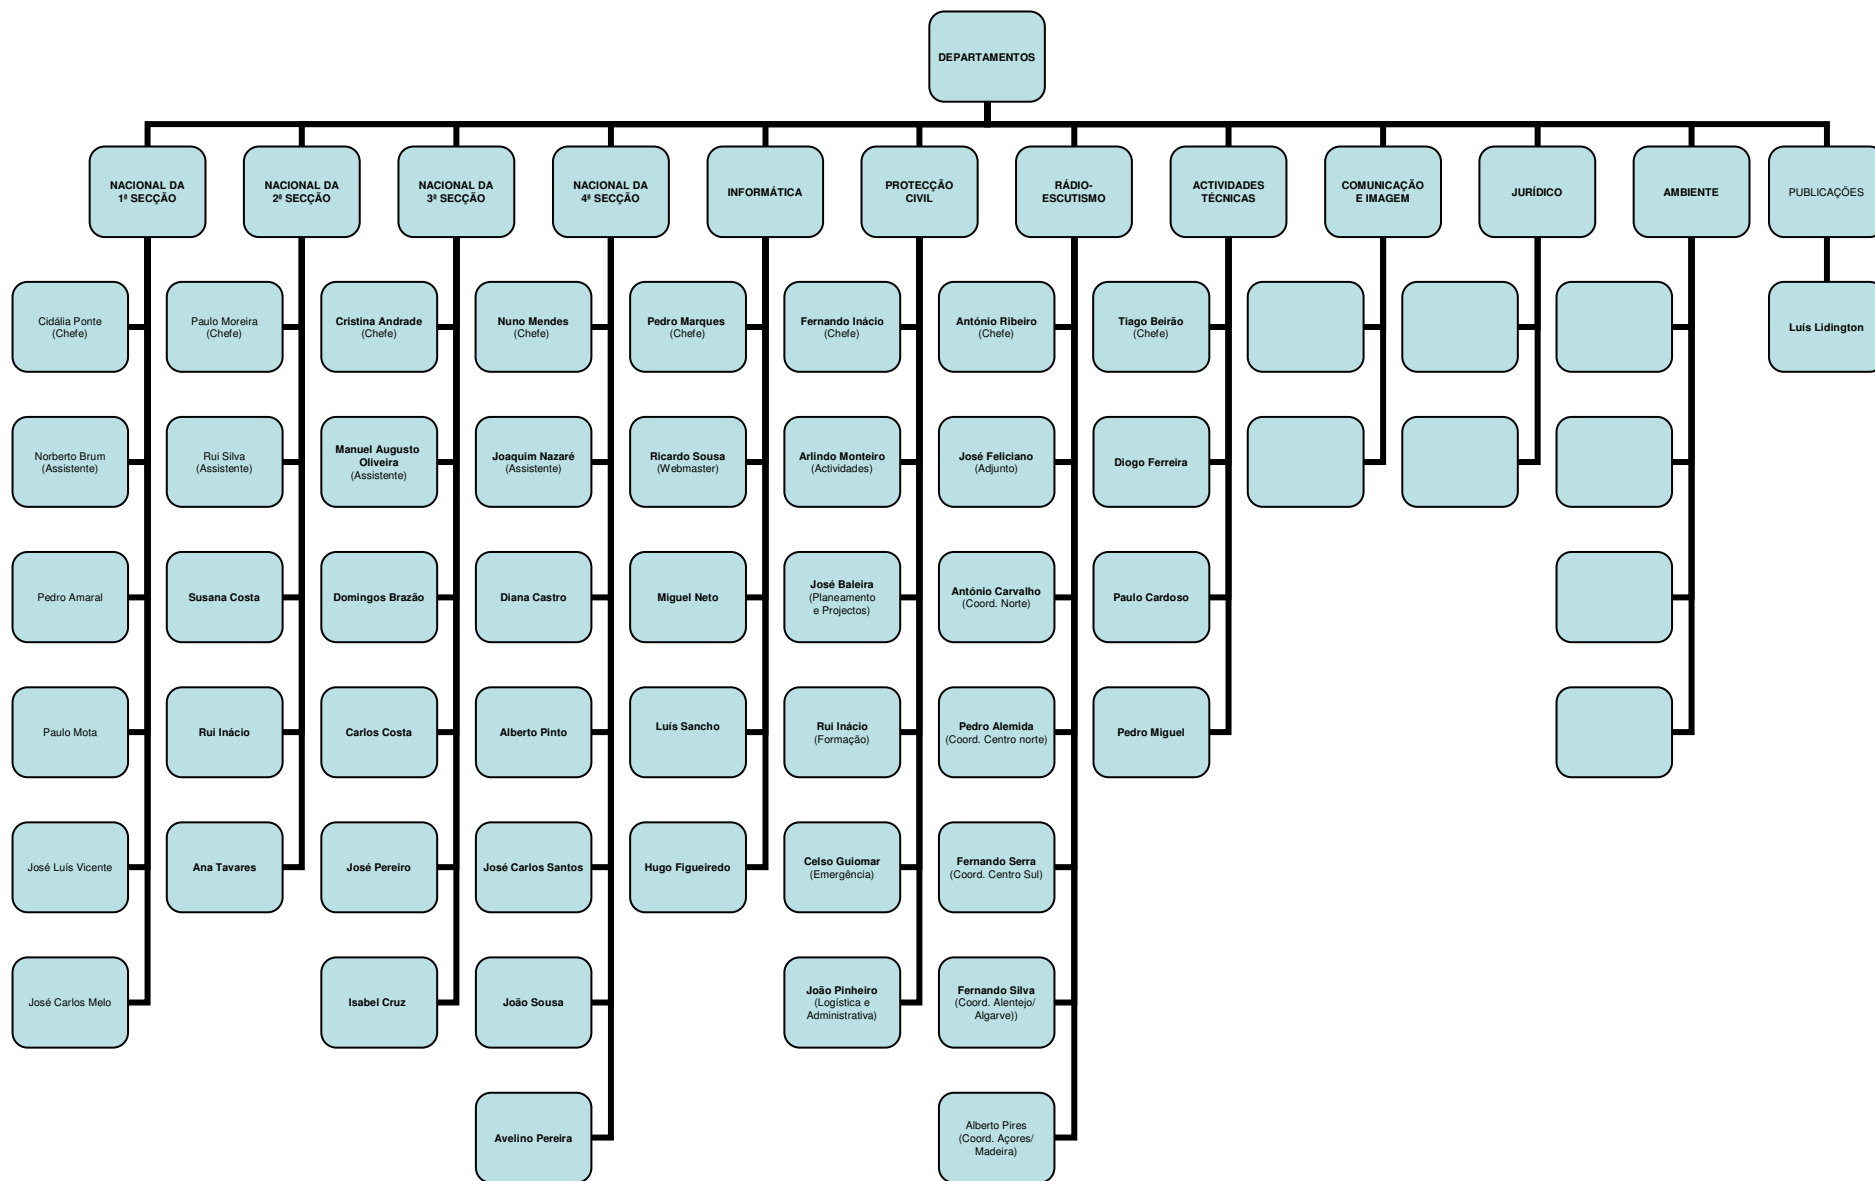 DEPARTAMENTOS
NACIONAL DA
1ª SECÇÃO
NACIONAL DA
2ª SECÇÃO
NACIONAL DA
3ª SECÇÃO
NACIONAL DA
4ª SECÇÃO
INFORMÁTICA
PROTECÇÃO
CIVIL
RÁDIO-
ESCUTISMO
ACTIVIDADES
TÉCNICAS
COMUNICAÇÃO
E IMAGEM
JURÍDICO
AMBIENTE
PUBLICAÇÕES
Cidália Ponte
(Chefe)
Paulo Moreira
(Chefe)
Cristina Andrade
(Chefe)
Nuno Mendes
(Chefe)
Pedro Marques
(Chefe)
Fernando Inácio
(Chefe)
António Ribeiro
(Chefe)
Tiago Beirão
(Chefe)
Luís Lidington
Norberto Brum
(Assistente)
Rui Silva
(Assistente)
Manuel Augusto
Oliveira
(Assistente)
Joaquim Nazaré
(Assistente)
Ricardo Sousa
(Webmaster)
Arlindo Monteiro
(Actividades)
José Feliciano
(Adjunto)
Diogo Ferreira
Pedro Amaral
Susana Costa
Domingos Brazão
Diana Castro
Miguel Neto
José Baleira
(Planeamento
e Projectos)
António Carvalho
(Coord. Norte)
Paulo Cardoso
Paulo Mota
Rui Inácio
Carlos Costa
Alberto Pinto
Luís Sancho
Rui Inácio
(Formação)
Pedro Alemida
(Coord. Centro norte)
Pedro Miguel
José Luís Vicente
Ana Tavares
José Pereiro
José Carlos Santos
Hugo Figueiredo
Celso Guiomar
(Emergência)
Fernando Serra
(Coord. Centro Sul)
José Carlos Melo
Isabel Cruz
João Sousa
João Pinheiro
(Logística e
Administrativa)
Fernando Silva
(Coord. Alentejo/
Algarve))
Avelino Pereira
Alberto Pires
(Coord. Açores/
Madeira)